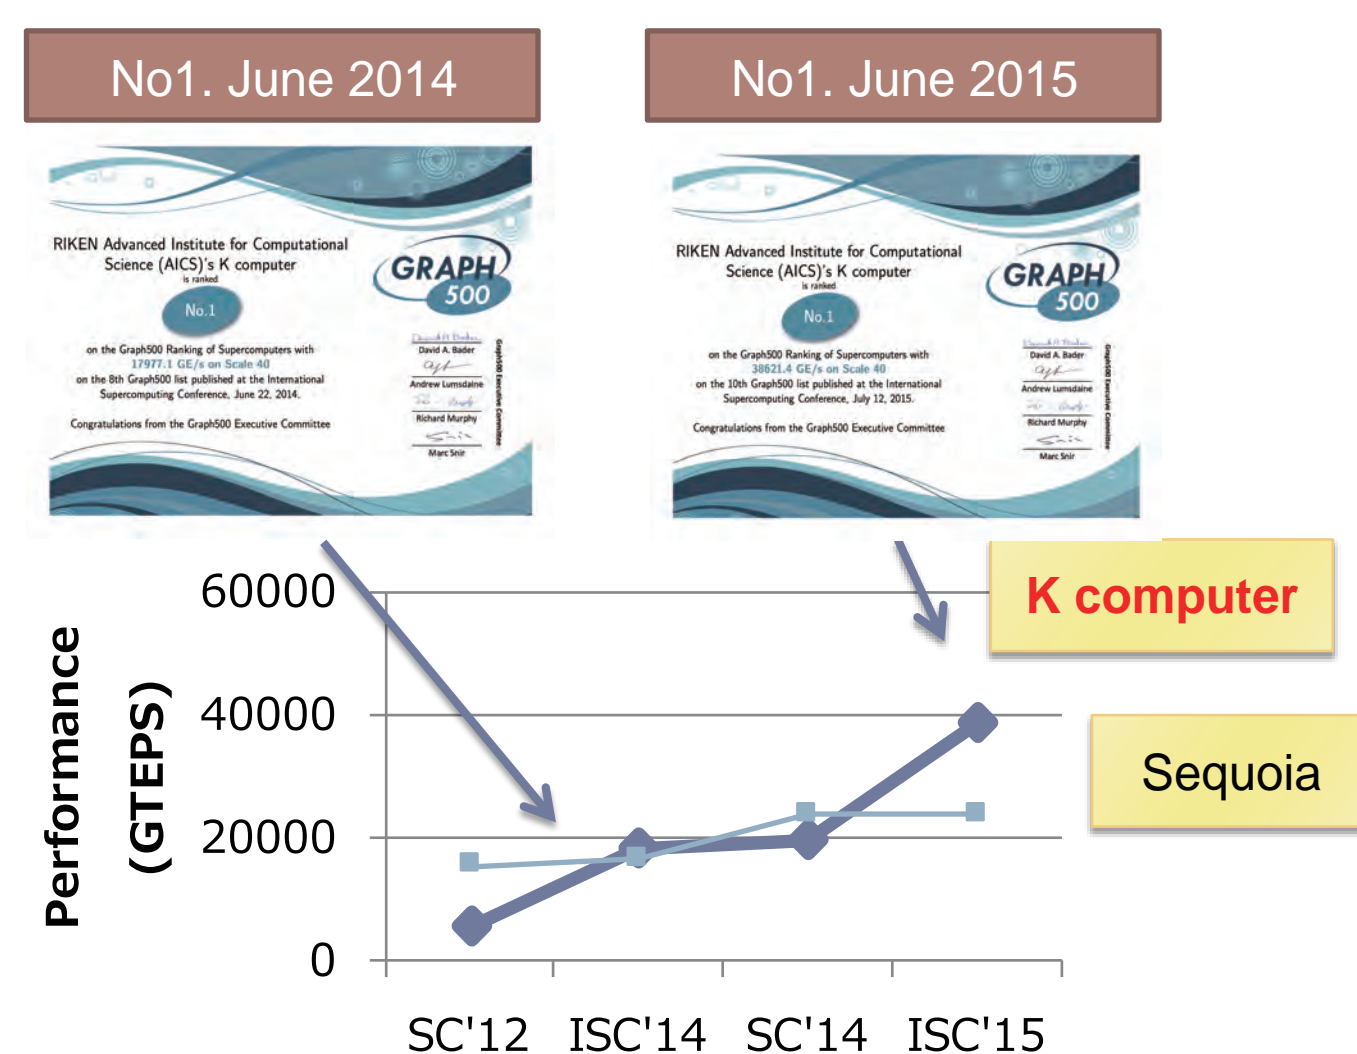 No1. June 2014
No1. June 2015
RIKEN Advanced Institute for Computational
Science (AICS)'s K computer
is ranked
No.1
on the Graph500 Ranking of Supercomputers with
17977.1 GE/s on Scale 40
on the 8th Graph500 list published at the International
Supercomputing Conference, June 22, 2014.
Congratulations from the Graph500 Executive Committee
GRAPH
500
David A. Bader
Andrew Lumsdaine
Richard Murphy
Marc Snir
Graph500 Executive Committee
RIKEN Advanced Institute for Computational
Science (AICS)'s K computer
is ranked
No.1
on the Graph500 Ranking of Supercomputers with
38621.4 GE/s on Scale 40
on the 10th Graph500 list published at the International
Supercomputing Conference, July 12, 2015.
Congratulations from the Graph500 Executive Committee
GRAPH
500
David A. Bader
Andrew Lumsdaine
Richard Murphy
Marc Snir
Graph500 Executive Committee
K computer
Sequoia
Performance
(GTEPS)
60000
40000
20000
0
SC'12 ISC'14 SC'14 ISC'15